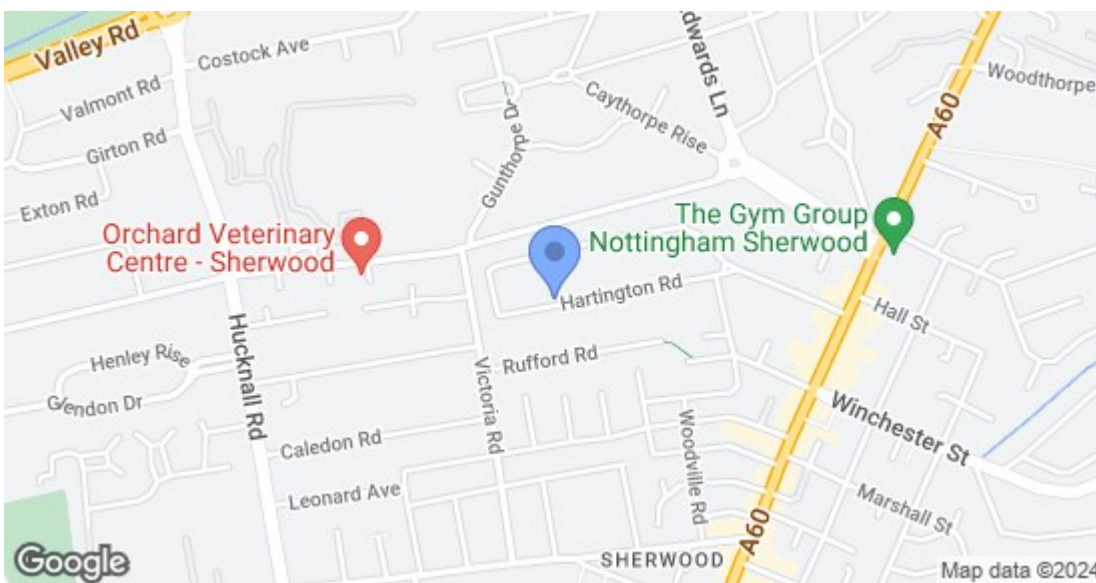 Valley Rd
Costock Ave
Valmont Rd
Girton Rd
Exton Rd
Gunthorpe Dr
Caythorpe Rise
Edwards Ln
A60
Woodthorpe
Orchard Veterinary
Centre - Sherwood
The Gym Group
Nottingham Sherwood
Hartington Rd
Hall St
Hucknall Rd
Henley Rise
Glendon Dr
Victoria Rd
Rufford Rd
Caledon Rd
Leonard Ave
Woodville Rd
Winchester St
Marshall St
SHERWOOD
A60
Google
Map data ©2024